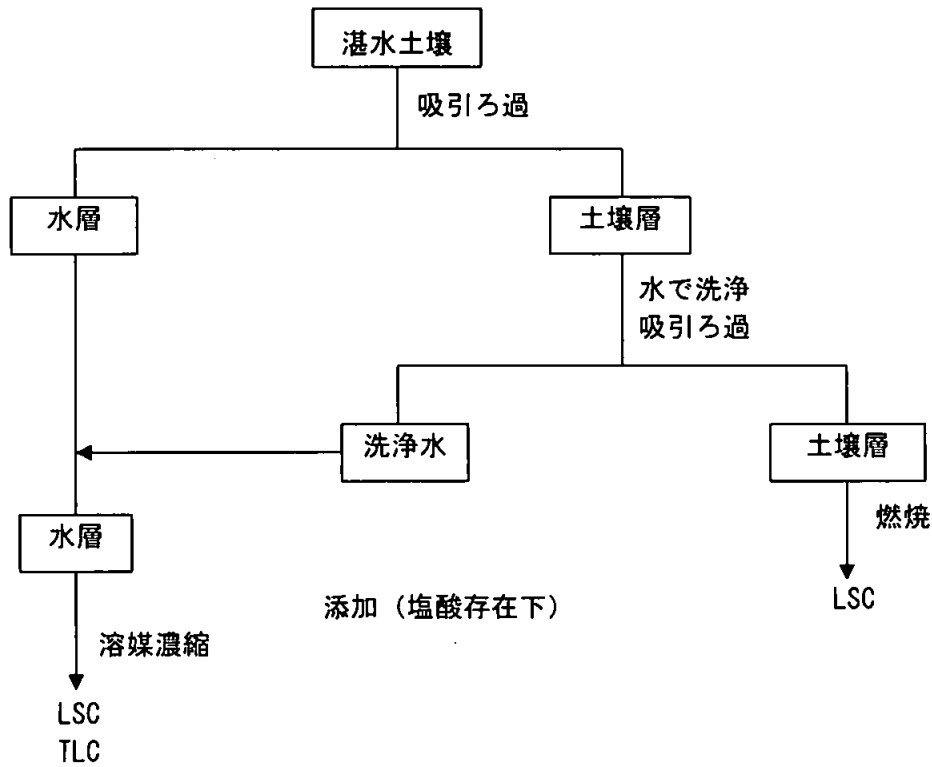 湛水土壌
吸引ろ過
水層
土壌層
水で洗浄
吸引ろ過
洗浄水
土壌層
水層
燃焼
添加（塩酸存在下）
LSC
溶媒濃縮
LSC
TLC